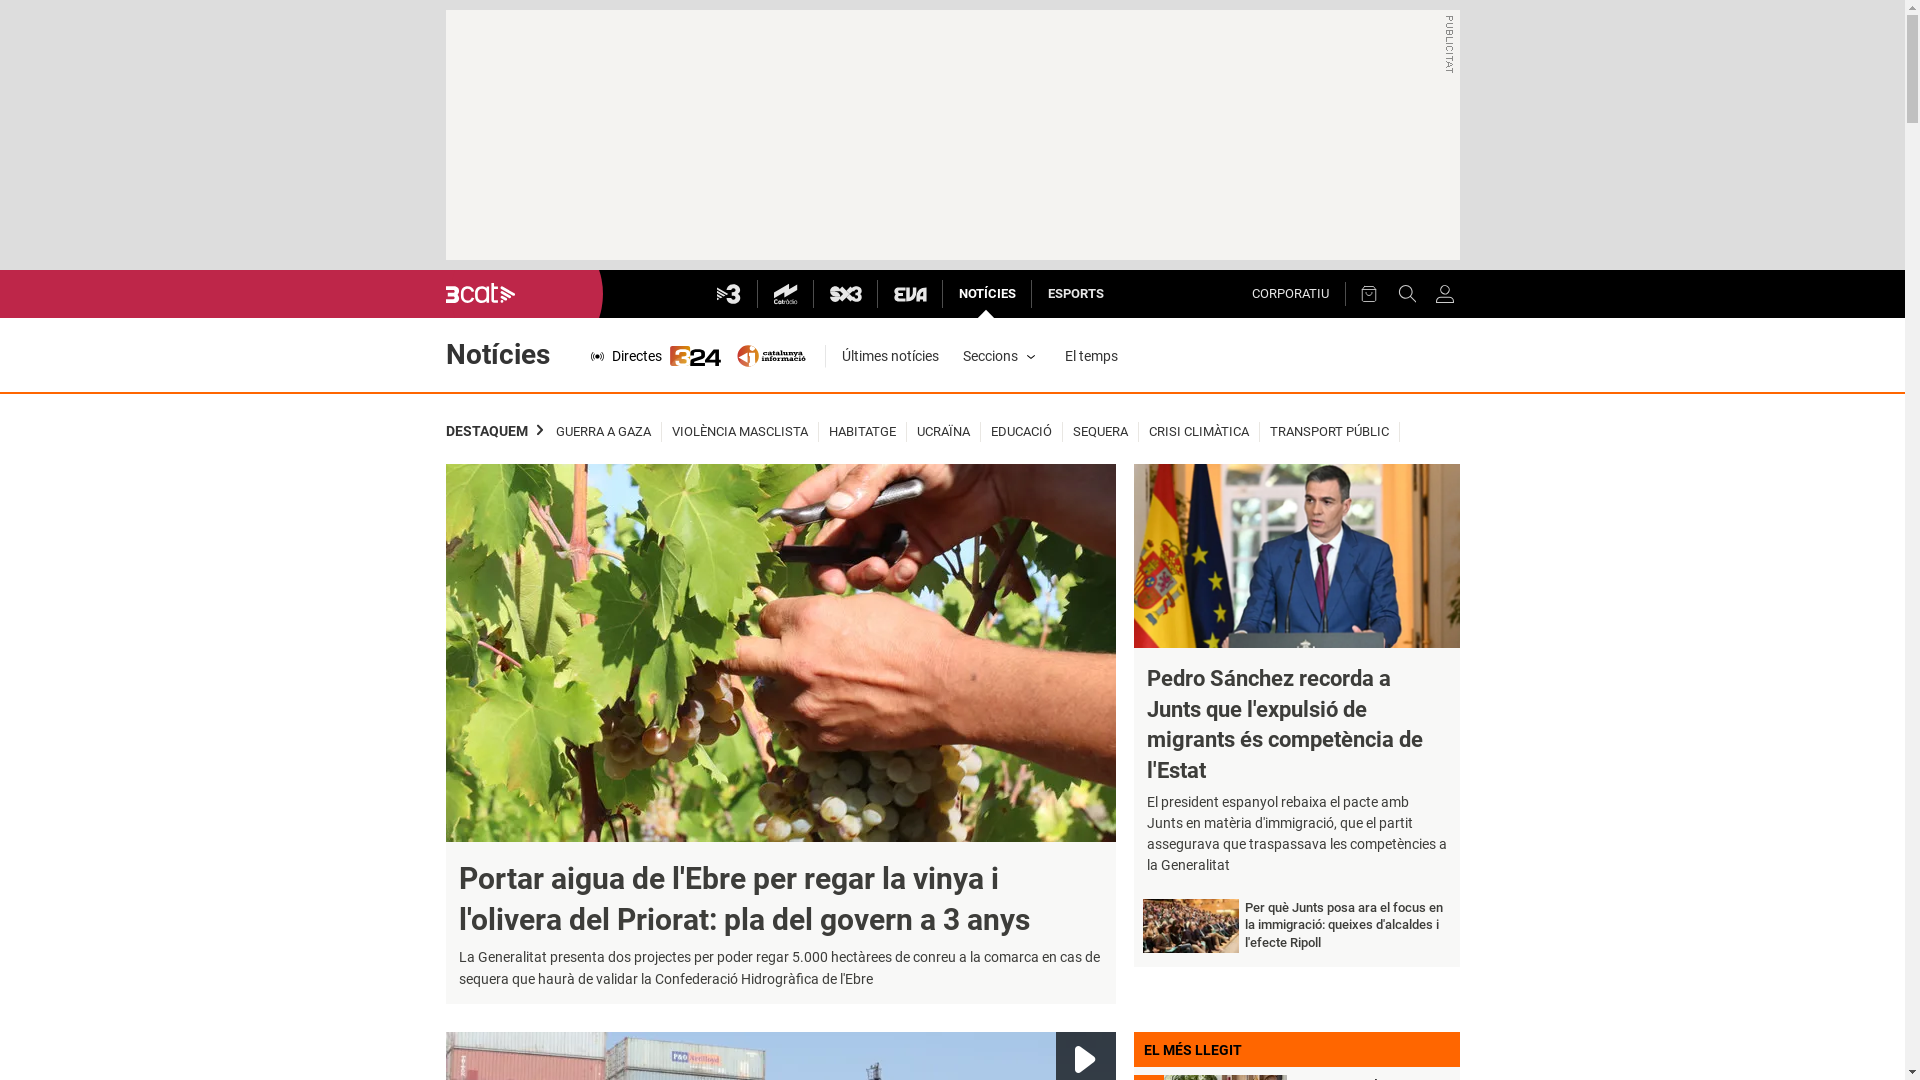 PUBLICITAT
3cat
3
Catràdio
SX3
EVA
NOTÍCIES
ESPORTS
CORPORATIU
Notícies
Directes
324
catalunya
informació
Últimes notícies
Seccions
El temps
DESTAQUEM
GUERRA A GAZA
VIOLÈNCIA MASCLISTA
HABITATGE
UCRAÏNA
EDUCACIÓ
SEQUERA
CRISI CLIMÀTICA
TRANSPORT PÚBLIC
Portar aigua de l'Ebre per regar la vinya i
l'olivera del Priorat: pla del govern a 3 anys
La Generalitat presenta dos projectes per poder regar 5.000 hectàrees de conreu a la comarca en cas de
sequera que haurà de validar la Confederació Hidrogràfica de l'Ebre
Pedro Sánchez recorda a
Junts que l'expulsió de
migrants és competència de
l'Estat
El president espanyol rebaixa el pacte amb
Junts en matèria d'immigració, que el partit
assegurava que traspassava les competències a
la Generalitat
Per què Junts posa ara el focus en
la immigració: queixes d'alcaldes i
l'efecte Ripoll
P&O
EL MÉS LLEGIT